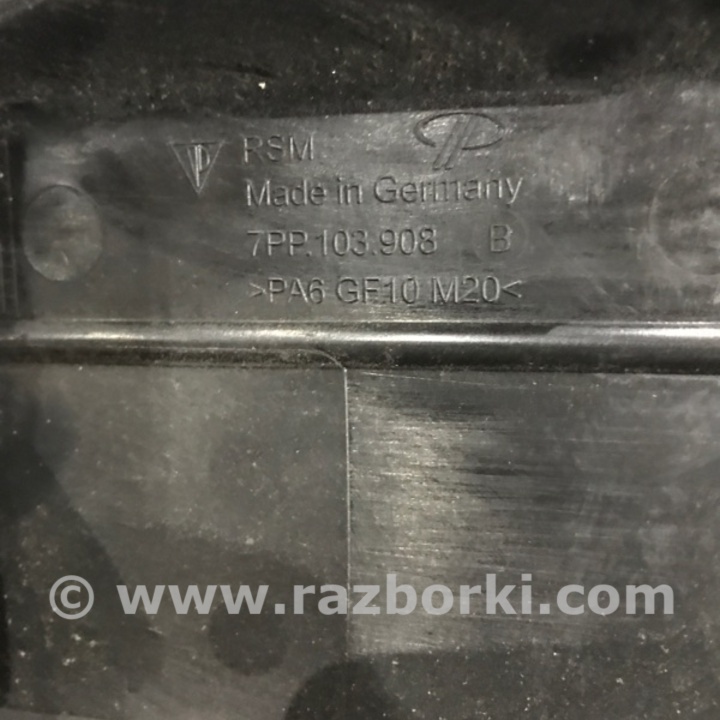 RSM
Made in Germany
7PP.103.908 B
>PA6 GF10 M20<
© www.razborki.com